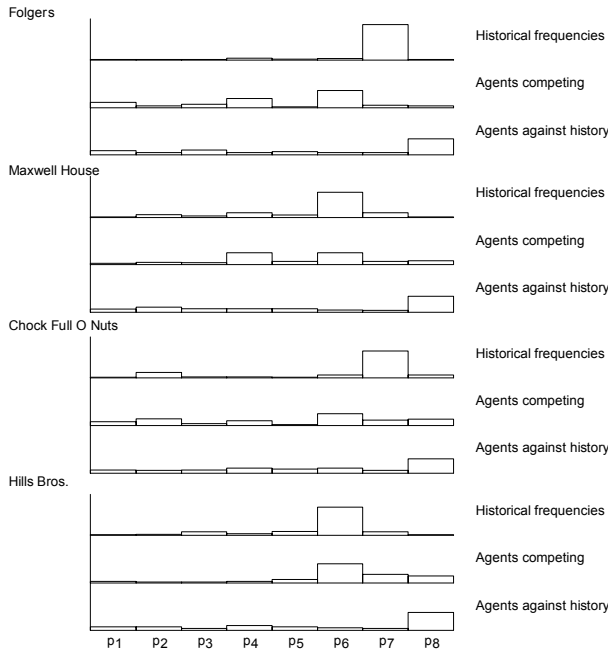 Folgers
Historical frequencies
Agents competing
Agents against history
Maxwell House
Historical frequencies
Agents competing
Agents against history
Chock Full O Nuts
Historical frequencies
Agents competing
Agents against history
Hills Bros.
Historical frequencies
Agents competing
Agents against history
p1 p2 p3 p4 p5 p6 p7 p8